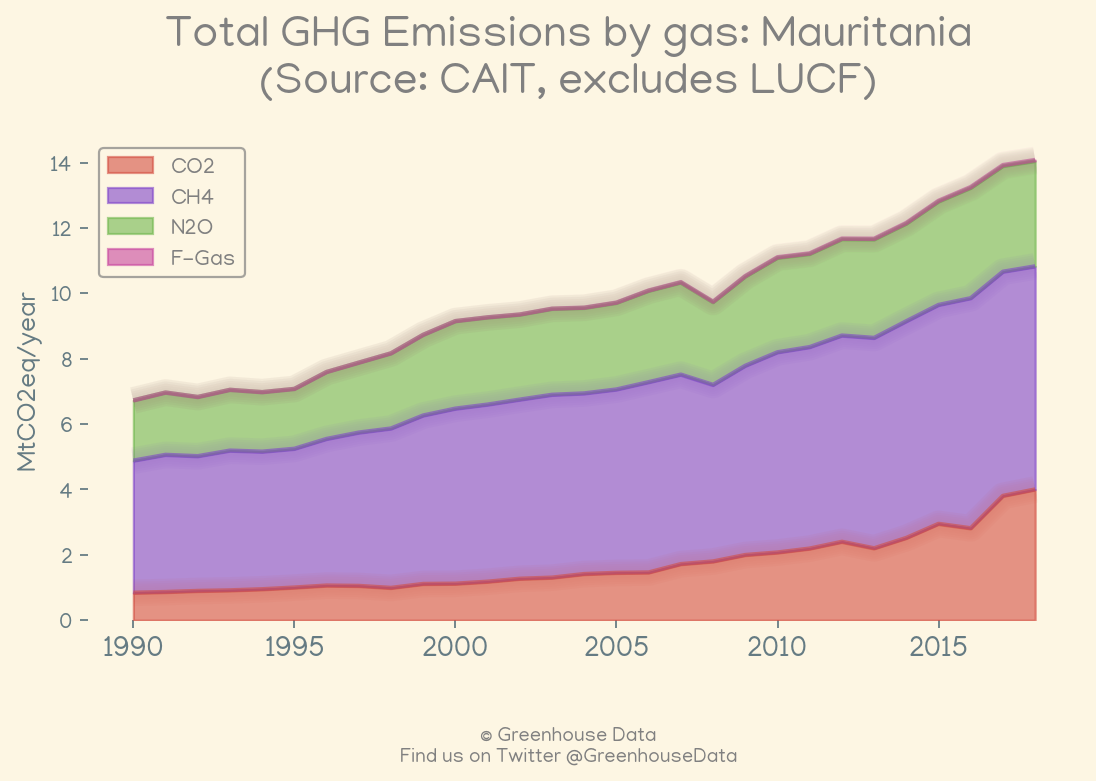 Total GHG Emissions by gas: Mauritania
(Source: CAIT, excludes LUCF)
CO2
CH4
N2O
F-Gas
MtCO2eq/year
14
12
10
8
6
4
2
0
1990 1995 2000 2005 2010 2015
© Greenhouse Data
Find us on Twitter @GreenhouseData